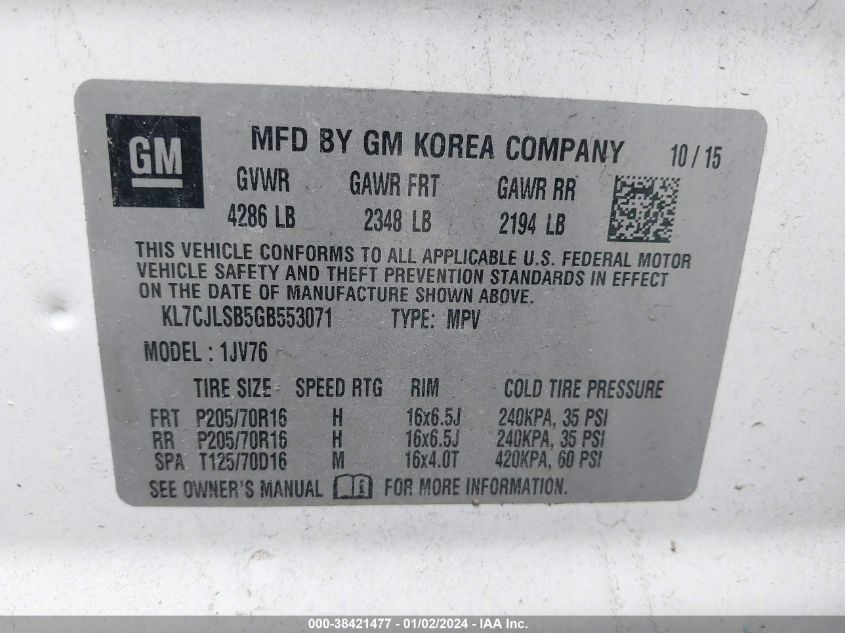 GM
MFD BY GM KOREA COMPANY 10/15
GVWR GAWR FRT GAWR RR
4286 LB 2348 LB 2194 LB
THIS VEHICLE CONFORMS TO ALL APPLICABLE U.S. FEDERAL MOTOR
VEHICLE SAFETY AND THEFT PREVENTION STANDARDS IN EFFECT
ON THE DATE OF MANUFACTURE SHOWN ABOVE.
KL7CJLSB5GB553071 TYPE: MPV
MODEL: 1JV76
TIRE SIZE SPEED RTG RIM COLD TIRE PRESSURE
FRT P205/70R16 H 16x6.5J 240KPA, 35 PSI
RR P205/70R16 H 16x6.5J 240KPA, 35 PSI
SPA T125/70D16 M 16x4.0T 420KPA, 60 PSI
SEE OWNER'S MANUAL FOR MORE INFORMATION.
000-38421477 - 01/02/2024 - IAA Inc.